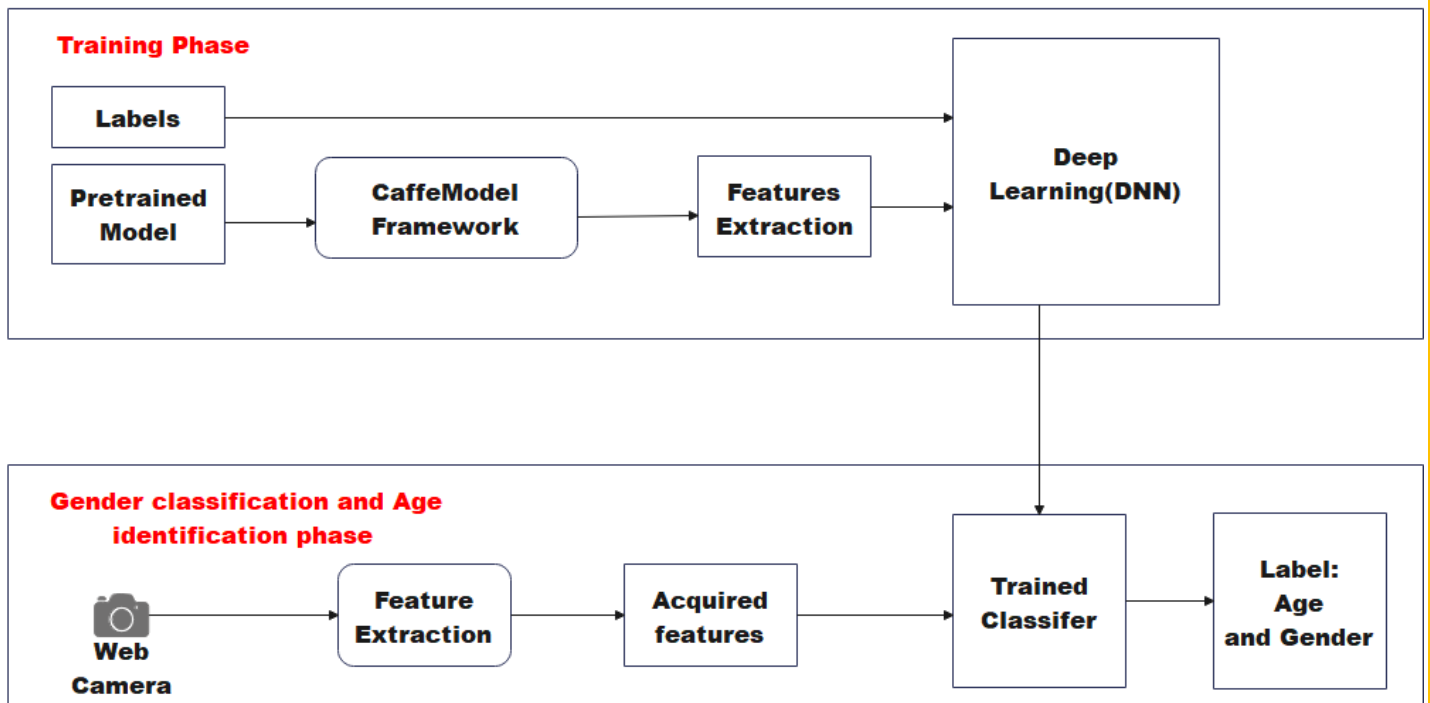 Training Phase
Labels
Pretrained
Model
CaffeModel
Framework
Features
Extraction
Deep
Learning(DNN)
Gender classification and Age
identification phase
Web
Camera
Feature
Extraction
Acquired
features
Trained
Classifer
Label:
Age
and Gender